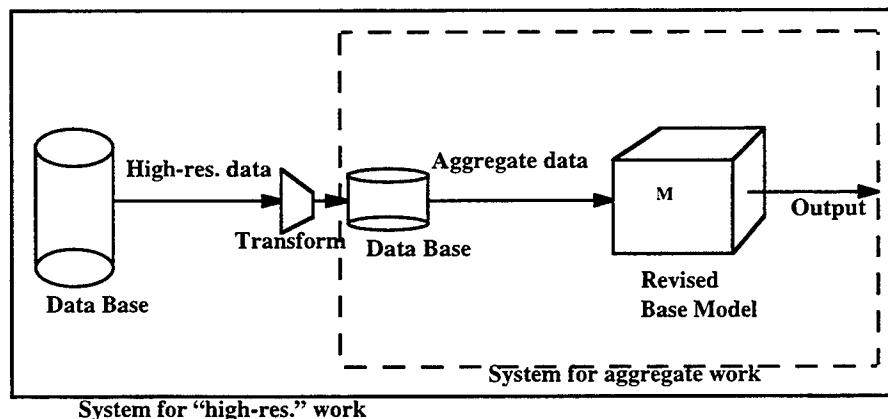 High-res. data
Aggregate data
M
Output
Transform
Data Base
Data Base
Revised
Base Model
System for aggregate work
System for “high-res.” work